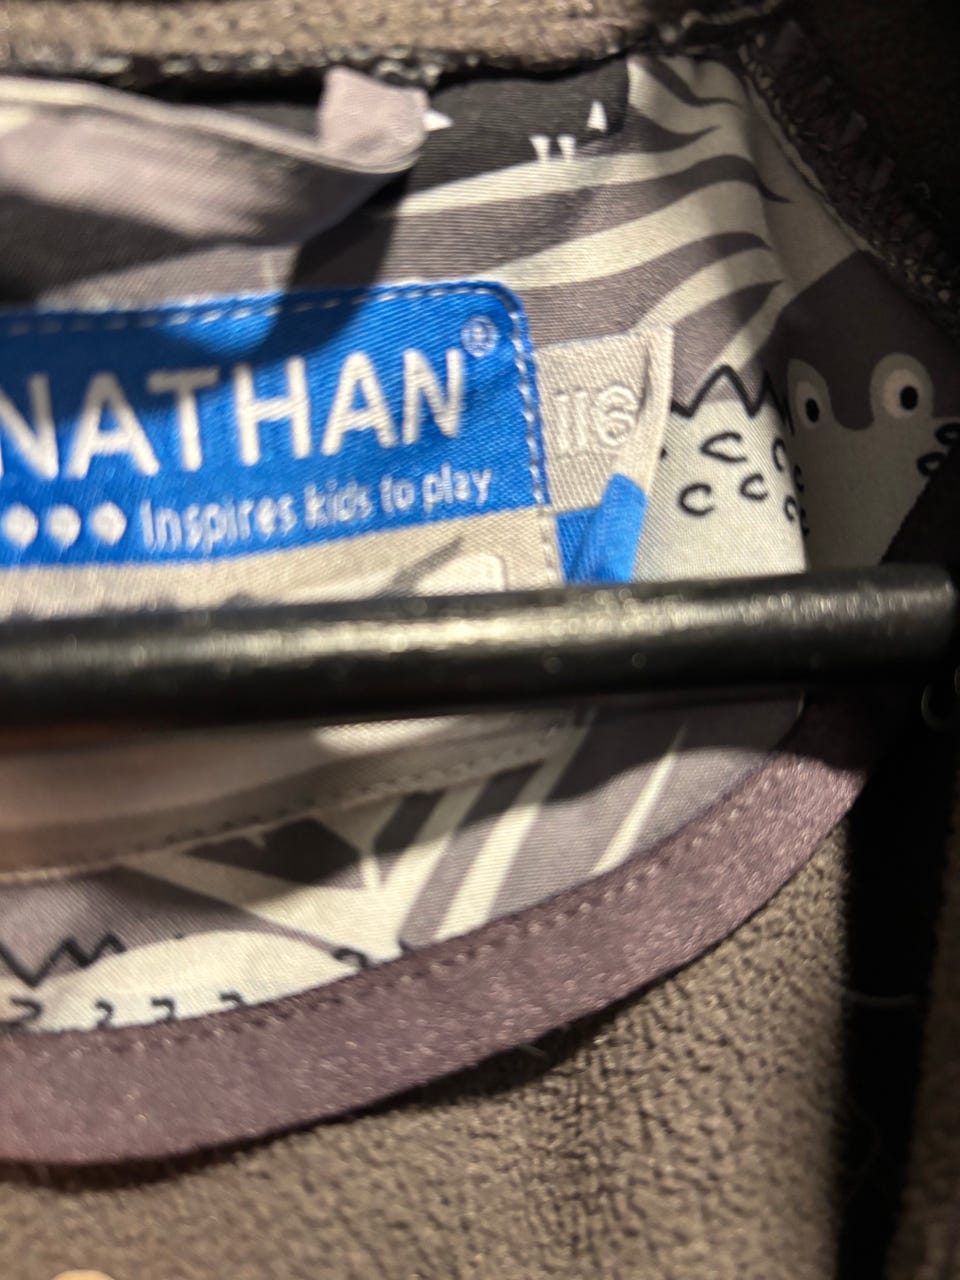 NATHAN®
Inspires kids to play
116